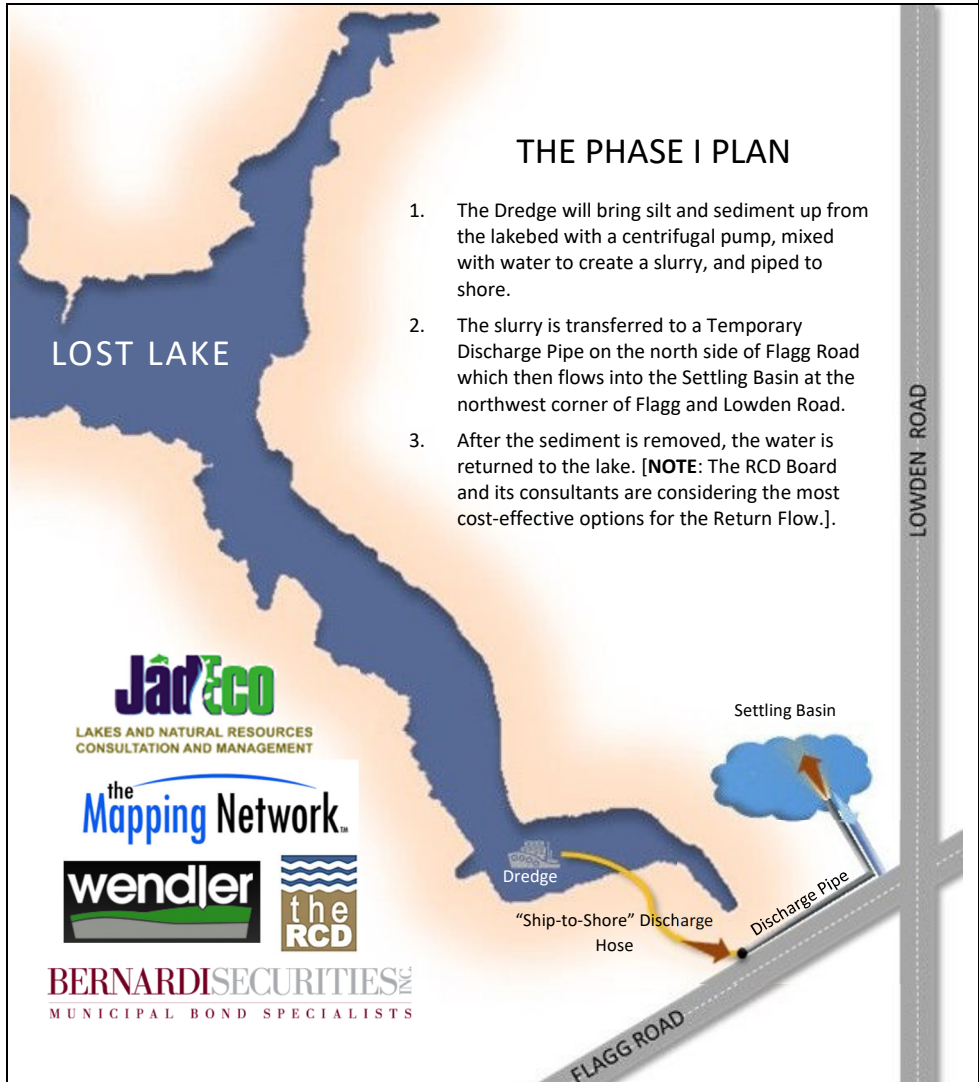 THE PHASE I PLAN
1. The Dredge will bring silt and sediment up from
the lakebed with a centrifugal pump, mixed
with water to create a slurry, and piped to
shore.
2. The slurry is transferred to a Temporary
Discharge Pipe on the north side of Flagg Road
which then flows into the Settling Basin at the
northwest corner of Flagg and Lowden Road.
3. After the sediment is removed, the water is
returned to the lake. [NOTE: The RCD Board
and its consultants are considering the most
cost-effective options for the Return Flow.].
LOST LAKE
LOWDEN ROAD
JadEco
LAKES AND NATURAL RESOURCES
CONSULTATION AND MANAGEMENT
the
Mapping Network™
wendler
the
RCD
BERNARDI SECURITIES INC
MUNICIPAL BOND SPECIALISTS
Settling Basin
Dredge
"Ship-to-Shore" Discharge
Hose
Discharge Pipe
FLAGG ROAD